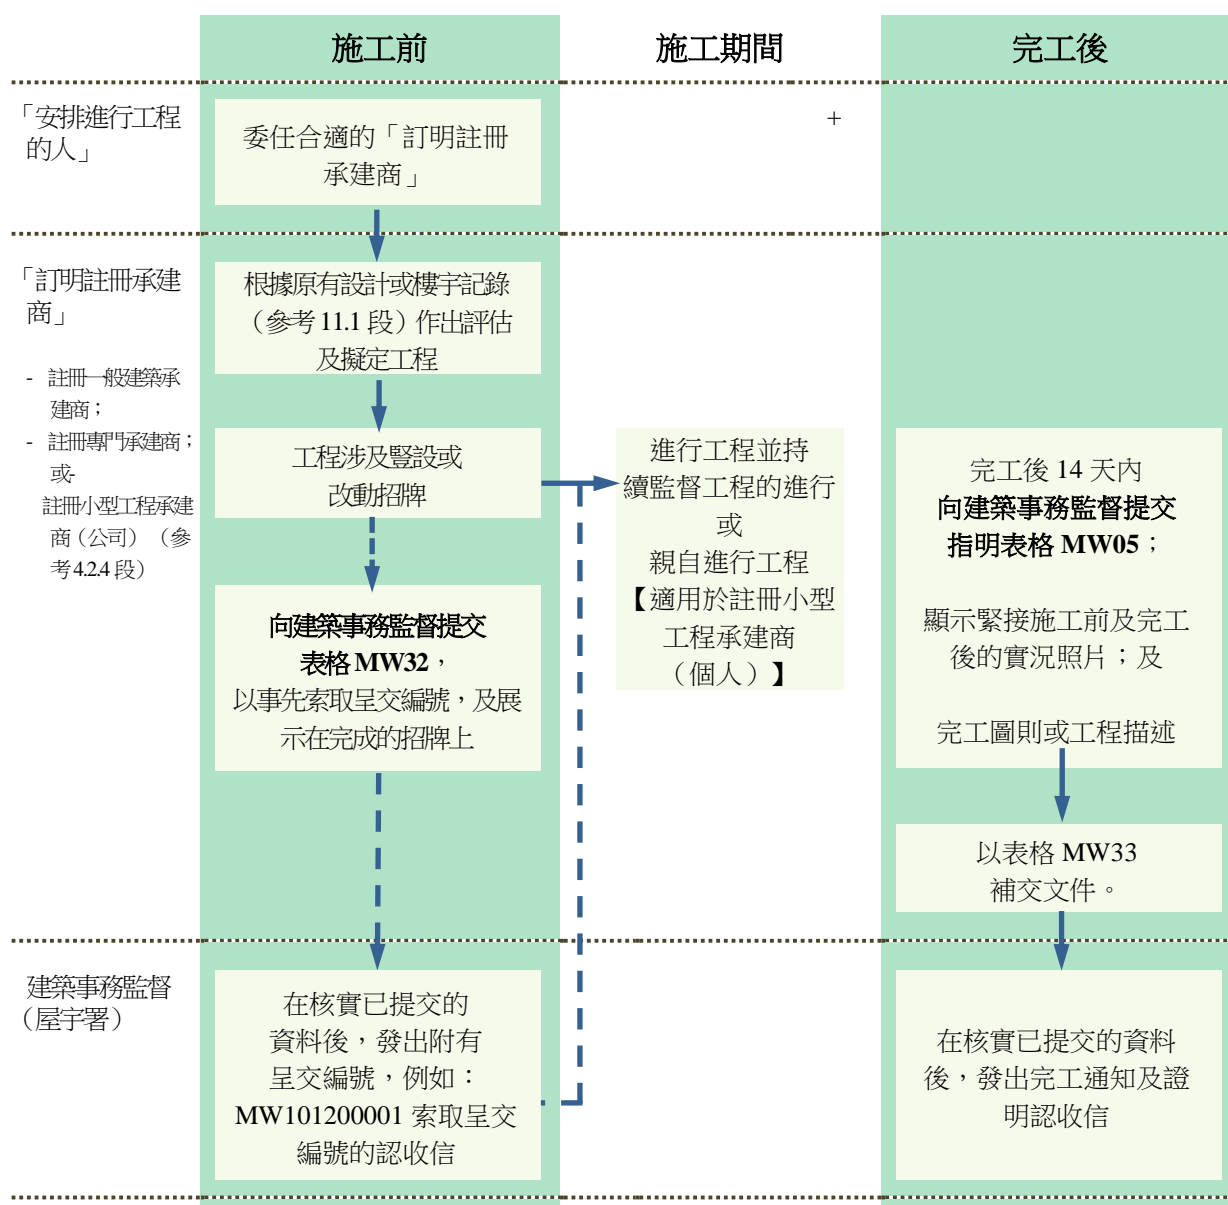 施工前
施工期間
完工後
「安排進行工程
的人」
委任合適的「訂明註冊
承建商」
+
「訂明註冊承建
商」
- 註冊一般建築承
建商；
- 註冊專門承建商；
或-
註冊小型工程承建
商（公司）（參
考4.2.4 段）
根據原有設計或樓宇記錄
（參考 11.1 段）作出評估
及擬定工程
工程涉及豎設或
改動招牌
向建築事務監督提交
表格 MW32，
以事先索取呈交編號，及展
示在完成的招牌上
進行工程並持
續監督工程的進行
或
親自進行工程
【適用於註冊小型
工程承建商
（個人）】
完工後 14 天內
向建築事務監督提交
指明表格 MW05；
顯示緊接施工前及完工
後的實況照片；及
完工圖則或工程描述
以表格 MW33
補交文件。
建築事務監督
（屋宇署）
在核實已提交的
資料後，發出附有
呈交編號，例如：
MW101200001 索取呈交
編號的認收信
在核實已提交的資料
後，發出完工通知及證
明認收信